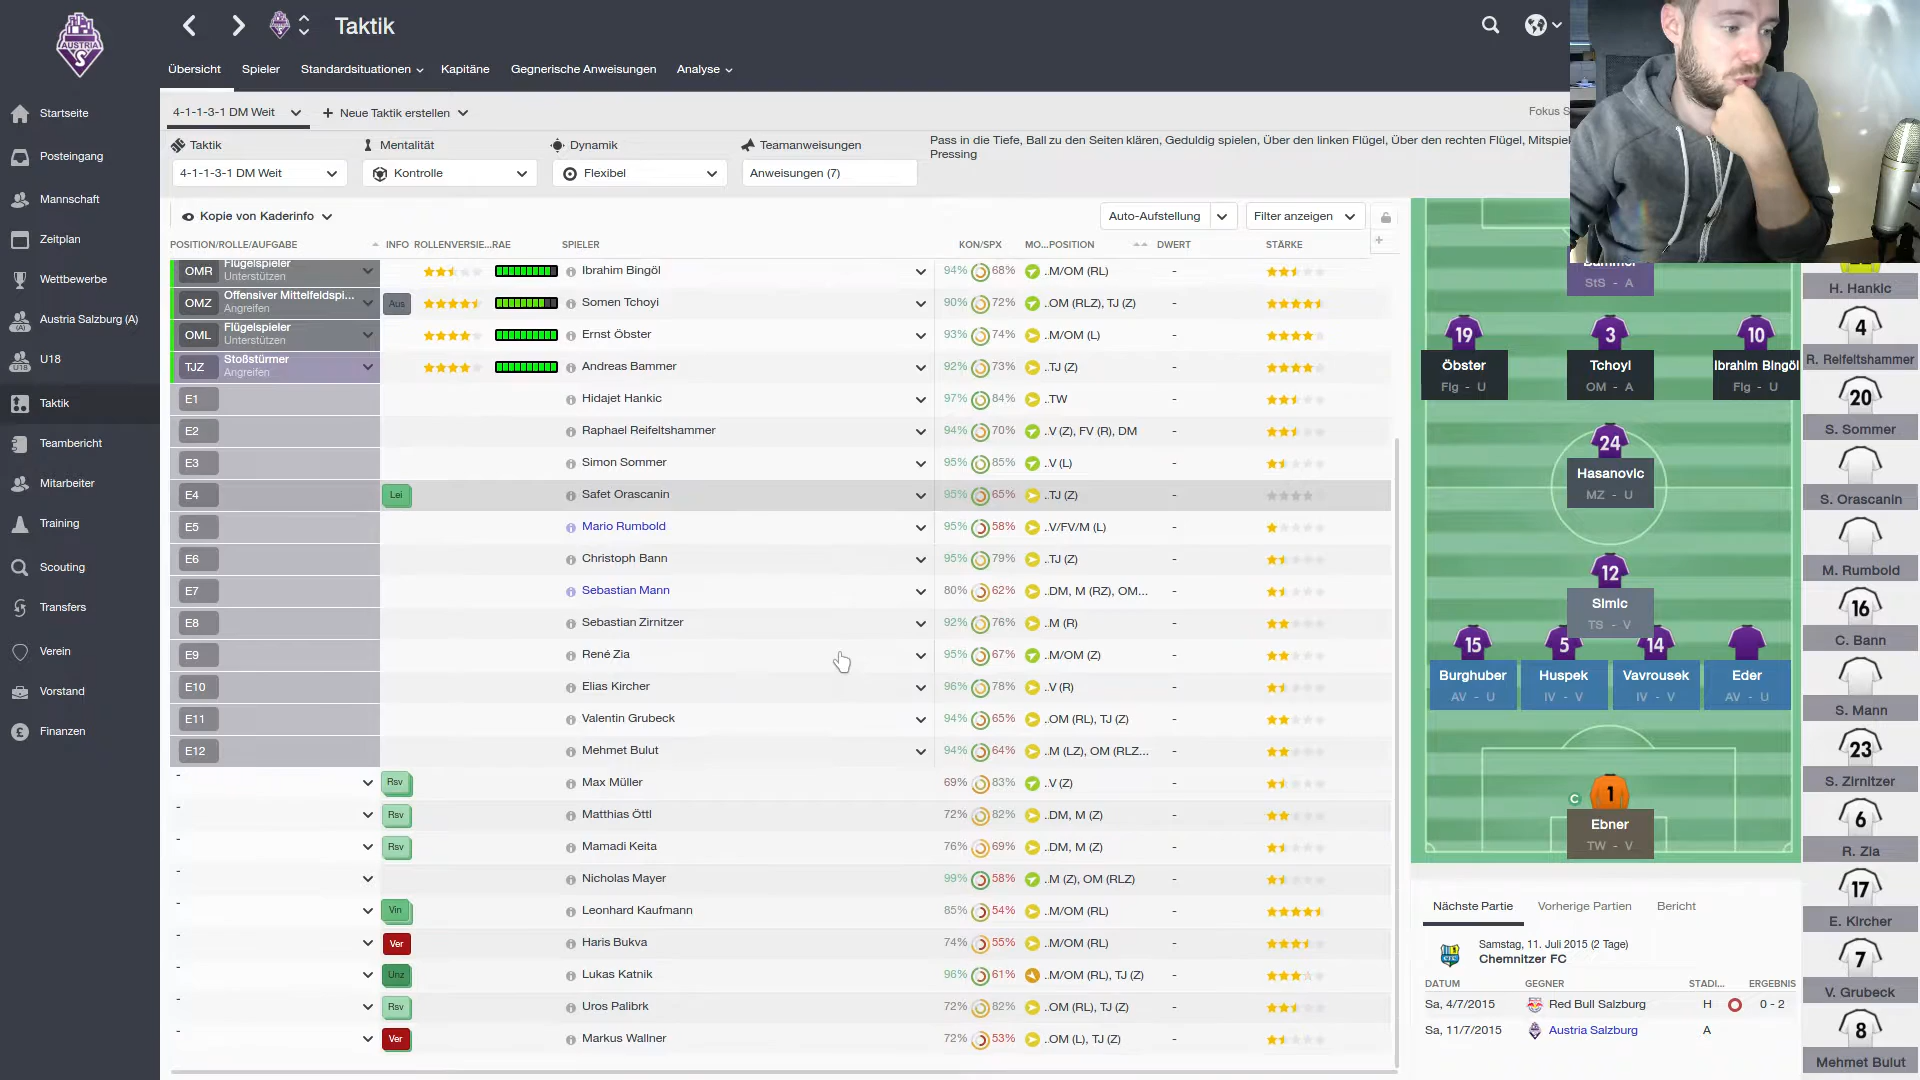 AUSTRIA
S
Taktik
Übersicht
Spieler
Standardsituationen
Kapitäne
Gegnerische Anweisungen
Analyse
Startseite
Posteingang
Mannschaft
Zeitplan
Wettbewerbe
Austria Salzburg (A)
U18
Taktik
Teambericht
Mitarbeiter
Training
Scouting
Transfers
Verein
Vorstand
Finanzen
4-1-1-3-1 DM Weit
Neue Taktik erstellen
Fokus S
Taktik
Mentalität
Dynamik
Teamanweisungen
4-1-1-3-1 DM Weit
Kontrolle
Flexibel
Anweisungen (7)
Pass in die Tiefe, Ball zu den Seiten klären, Geduldig spielen, Über den linken Flügel, Über den rechten Flügel, Mitspiel
Pressing
Kopie von Kaderinfo
Auto-Aufstellung
Filter anzeigen
POSITION/ROLLE/AUFGABE INFO ROLLENVERSIE...RAE SPIELER KON/SPX MO...POSITION DWERT STÄRKE
OMR Flügelspieler Unterstützen Ibrahim Bingöl 94% 68% ..M/OM (RL) -
OMZ Offensiver Mittelfeldspi... Angreifen Aus Somen Tchoyi 90% 72% ..OM (RLZ), TJ (Z) -
OML Flügelspieler Unterstützen Ernst Öbster 93% 74% ..M/OM (L) -
TJZ Stoßstürmer Angreifen Andreas Bammer 92% 73% ..TJ (Z) -
E1 Hidajet Hankic 97% 84% ..TW -
E2 Raphael Reifeltshammer 94% 70% ..V (Z), FV (R), DM -
E3 Simon Sommer 95% 85% ..V (L) -
E4 Lei Safet Orascanin 95% 65% ..TJ (Z) -
E5 Mario Rumbold 95% 58% ..V/FV/M (L) -
E6 Christoph Bann 95% 79% ..TJ (Z) -
E7 Sebastian Mann 80% 62% ..DM, M (RZ), OM... -
E8 Sebastian Zirnitzer 92% 76% ..M (R) -
E9 René Zia 95% 67% ..M/OM (Z) -
E10 Elias Kircher 96% 78% ..V (R) -
E11 Valentin Grubeck 94% 65% ..OM (RL), TJ (Z) -
E12 Mehmet Bulut 94% 64% ..M (LZ), OM (RLZ... -
- Rsv Max Müller 69% 83% ..V (Z) -
- Rsv Matthias Öttl 72% 82% ..DM, M (Z) -
- Rsv Mamadi Keita 76% 69% ..DM, M (Z) -
- Nicholas Mayer 99% 58% ..M (Z), OM (RLZ) -
- Vin Leonhard Kaufmann 85% 54% ..M/OM (RL) -
- Ver Haris Bukva 74% 55% ..M/OM (RL) -
- Unz Lukas Katnik 96% 61% ..M/OM (RL), TJ (Z) -
- Rsv Uros Palibrk 72% 82% ..OM (RL), TJ (Z) -
- Ver Markus Wallner 72% 53% ..OM (L), TJ (Z) -
StS - A
19 3 10
Öbster Tchoyi Ibrahim Bingöl
Flg - U OM - A Flg - U
24
Hasanovic
MZ - U
12
Simic
TS - V
15 5 14
Burghuber Huspek Vavrousek Eder
AV - U IV - V IV - V AV - U
C 1
Ebner
TW - V
H. Hankic
4
R. Reifeltshammer
20
S. Sommer
S. Orascanin
M. Rumbold
16
C. Bann
S. Mann
23
S. Zirnitzer
6
R. Zia
17
E. Kircher
7
V. Grubeck
8
Mehmet Bulut
Nächste Partie
Vorherige Partien
Bericht
Samstag, 11. Juli 2015 (2 Tage)
Chemnitzer FC
DATUM GEGNER STADI... ERGEBNIS
Sa, 4/7/2015 Red Bull Salzburg H 0 - 2
Sa, 11/7/2015 Austria Salzburg A